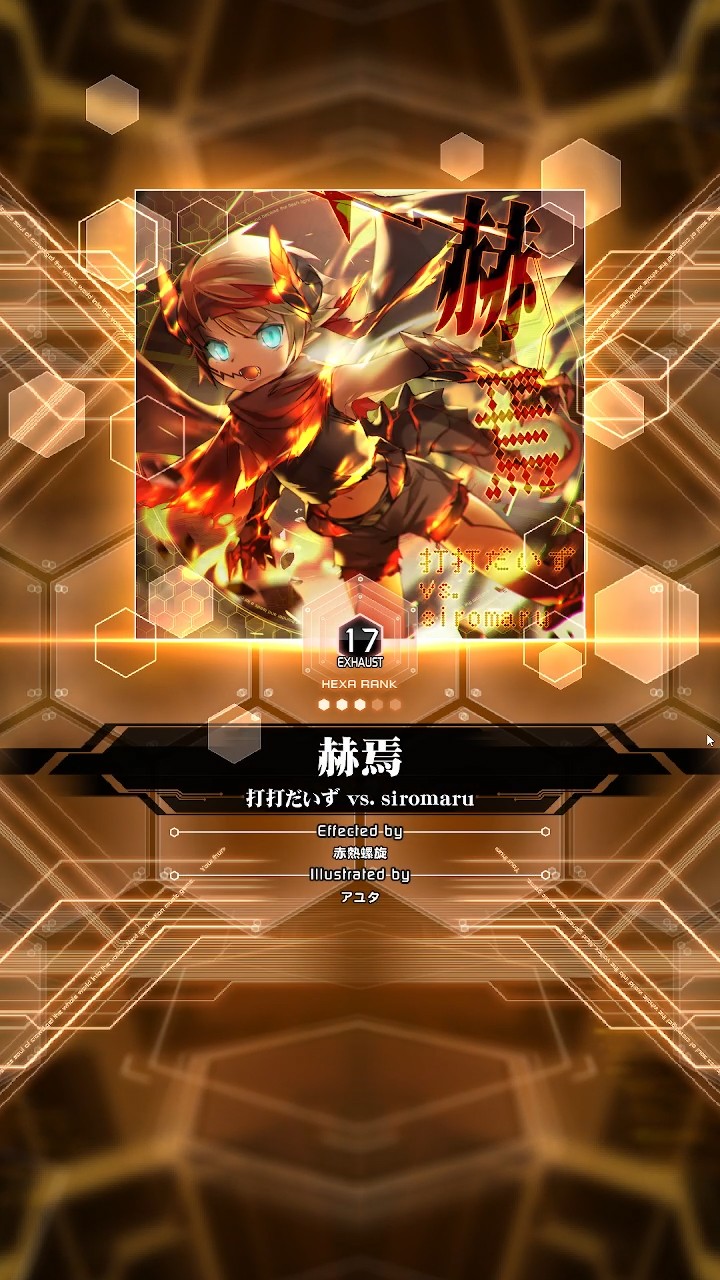 赫
焉
打打だいず
vs.
siromaru
17
EXHAUST
HEXA RANK
赫焉
打打だいず vs. siromaru
Effected by
赤熱螺旋
Illustrated by
アユタ